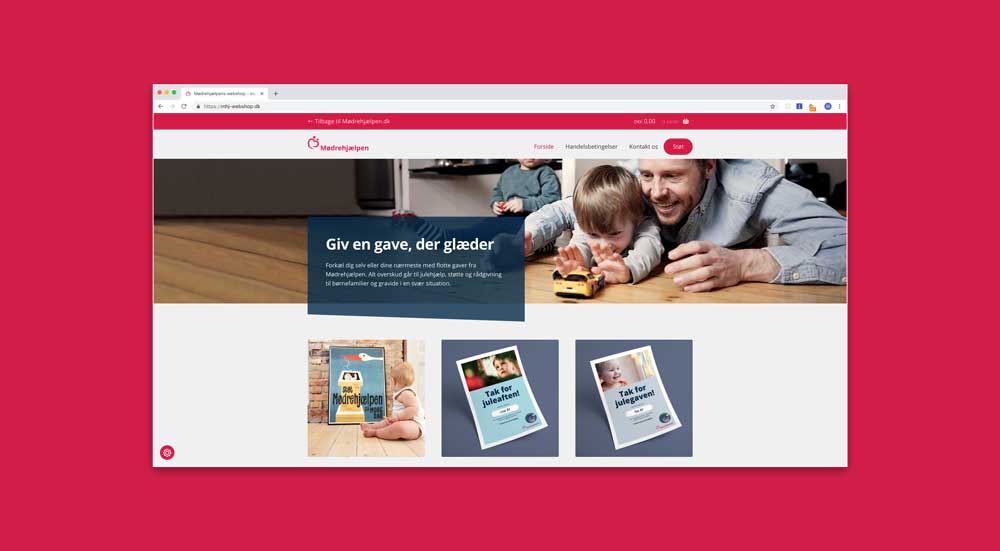 Mødrehjælpens webshop - stø
https://mhj-webshop.dk
← Tilbage til Mødrehjælpen.dk
DKK 0,00
Mødrehjælpen
Forside Handelsbetingelser Kontakt os Støt
Giv en gave, der glæder
Forkæl dig selv eller dine nærmeste med flotte gaver fra
Mødrehjælpen. Alt overskud går til julehjælp, støtte og rådgivning
til børnefamilier og gravide i en svær situation.
Støt
Mødrehjælpen
Tak for
juleaften!
Tak for
julegaven!